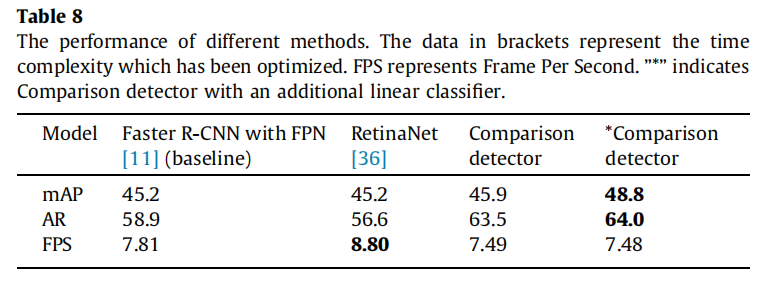 Table 8
The performance of different methods. The data in brackets represent the time
complexity which has been optimized. FPS represents Frame Per Second. ”*” indicates
Comparison detector with an additional linear classifier.
Model Faster R-CNN with FPN RetinaNet Comparison *Comparison
[11] (baseline) [36] detector detector
mAP 45.2 45.2 45.9 48.8
AR 58.9 56.6 63.5 64.0
FPS 7.81 8.80 7.49 7.48